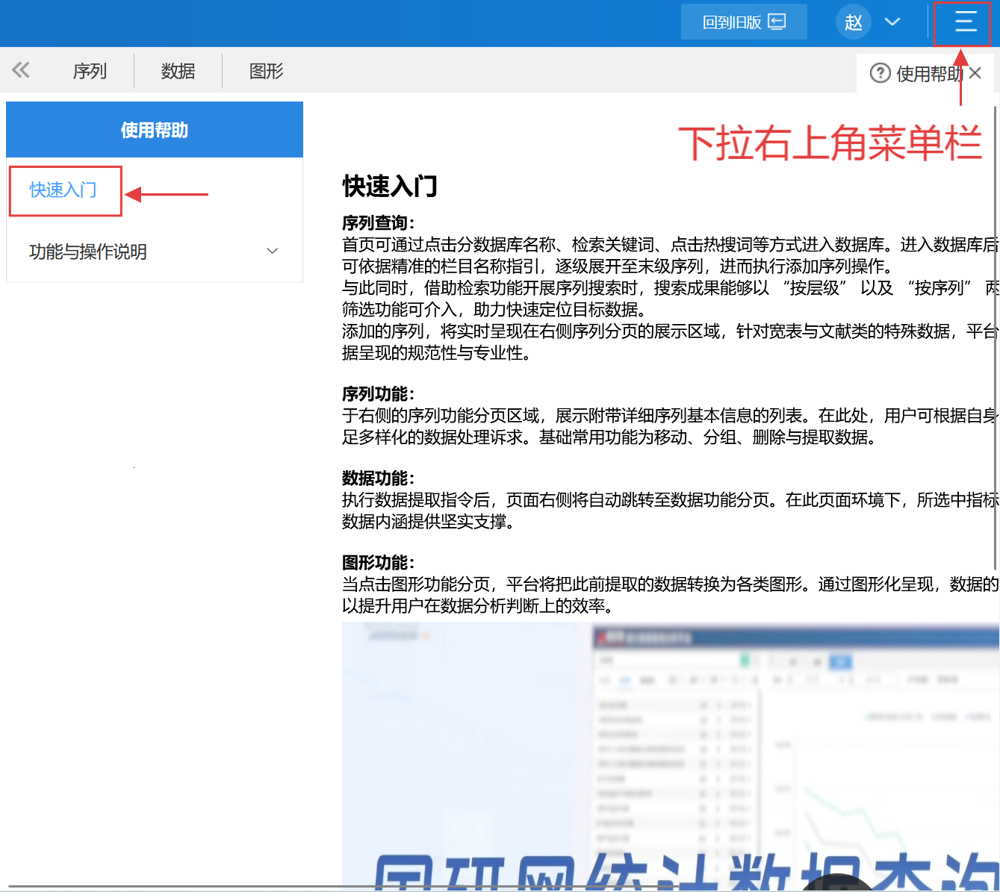 回到旧版
赵
序列
数据
图形
使用帮助
使用帮助
下拉右上角菜单栏
快速入门
功能与操作说明
快速入门
序列查询：
首页可通过点击分数据库名称、检索关键词、点击热搜词等方式进入数据库。进入数据库后
可依据精准的栏目名称指引，逐级展开至末级序列，进而执行添加序列操作。
与此同时，借助检索功能开展序列搜索时，搜索成果能够以 “按层级” 以及 “按序列” 两
筛选功能可介入，助力快速定位目标数据。
添加的序列，将实时呈现在右侧序列分页的展示区域，针对宽表与文献类的特殊数据，平台
据呈现的规范性与专业性。
序列功能：
于右侧的序列功能分页区域，展示附带详细序列基本信息的列表。在此处，用户可根据自身
足多样化的数据处理诉求。基础常用功能为移动、分组、删除与提取数据。
数据功能：
执行数据提取指令后，页面右侧将自动跳转至数据功能分页。在此页面环境下，所选中指标
数据内涵提供坚实支撑。
图形功能：
当点击图形功能分页，平台将把此前提取的数据转换为各类图形。通过图形化呈现，数据的
以提升用户在数据分析判断上的效率。
国研网统计数据查询